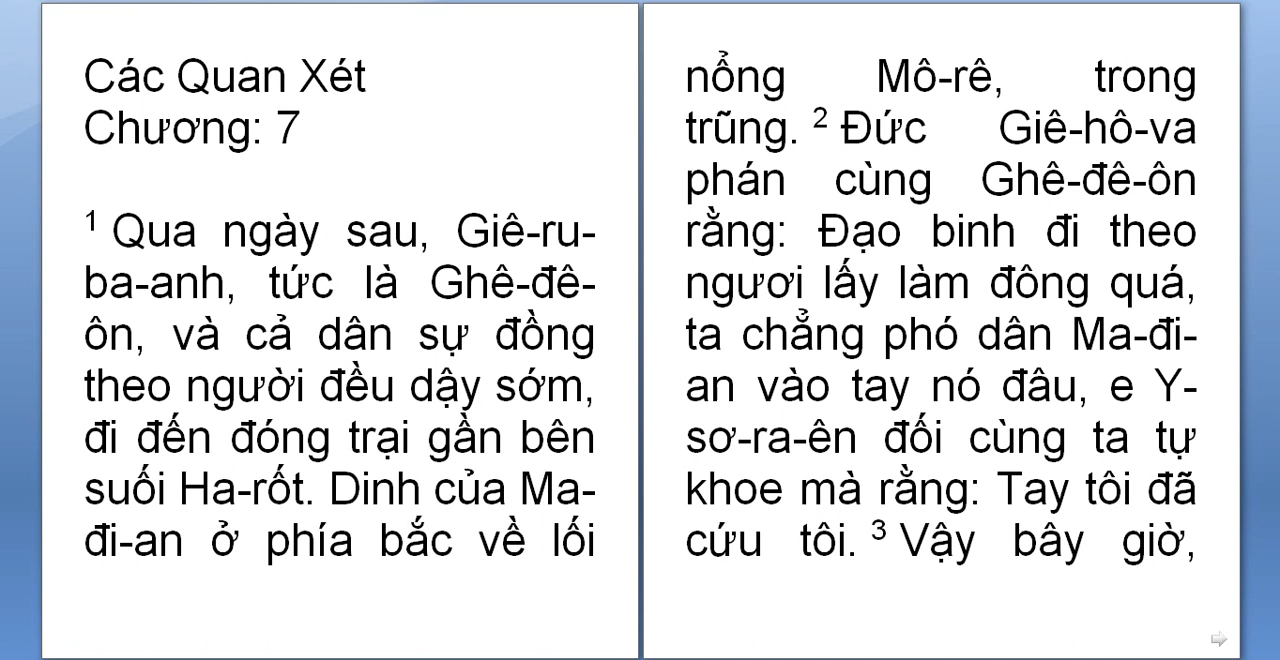 Các Quan Xét
Chương: 7
1 Qua ngày sau, Giê-ru-
ba-anh, tức là Ghê-đê-
ôn, và cả dân sự đồng
theo người đều dậy sớm,
đi đến đóng trại gần bên
suối Ha-rốt. Dinh của Ma-
đi-an ở phía bắc về lối
nổng Mô-rê, trong
trũng. 2 Đức Giê-hô-va
phán cùng Ghê-đê-ôn
rằng: Đạo binh đi theo
ngươi lấy làm đông quá,
ta chẳng phó dân Ma-đi-
an vào tay nó đâu, e Y-
sơ-ra-ên đối cùng ta tự
khoe mà rằng: Tay tôi đã
cứu tôi. 3 Vậy bây giờ,